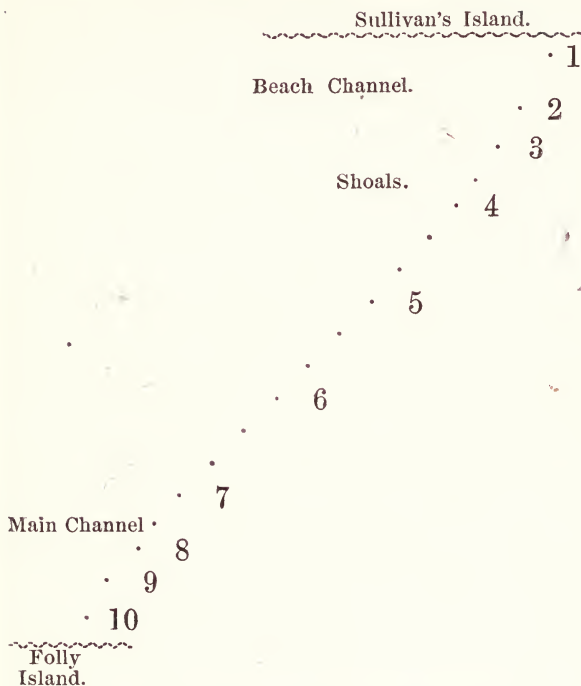 Sullivan's Island.
1
Beach Channel.
2
3
Shoals.
4
5
6
7
Main Channel
8
9
10
Folly
Island.